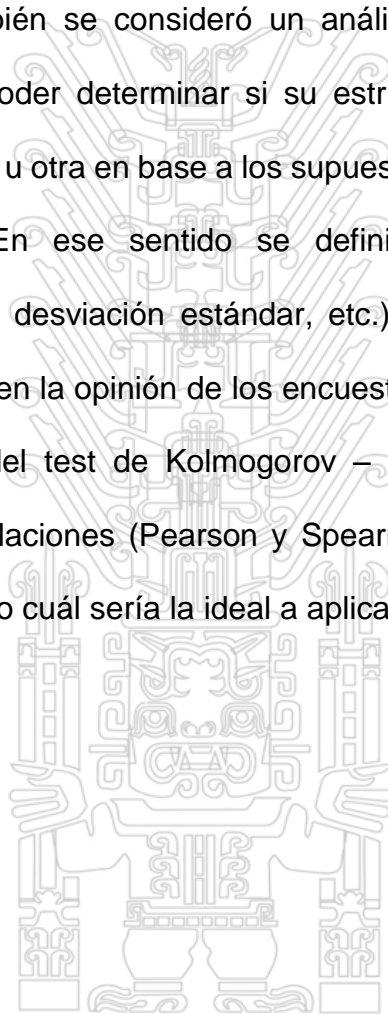 bién se consideró un análi
oder determinar si su estr
u otra en base a los supues
En ese sentido se defini
desviación estándar, etc.)
en la opinión de los encuest
del test de Kolmogorov –
laciones (Pearson y Spear
o cuál sería la ideal a aplica